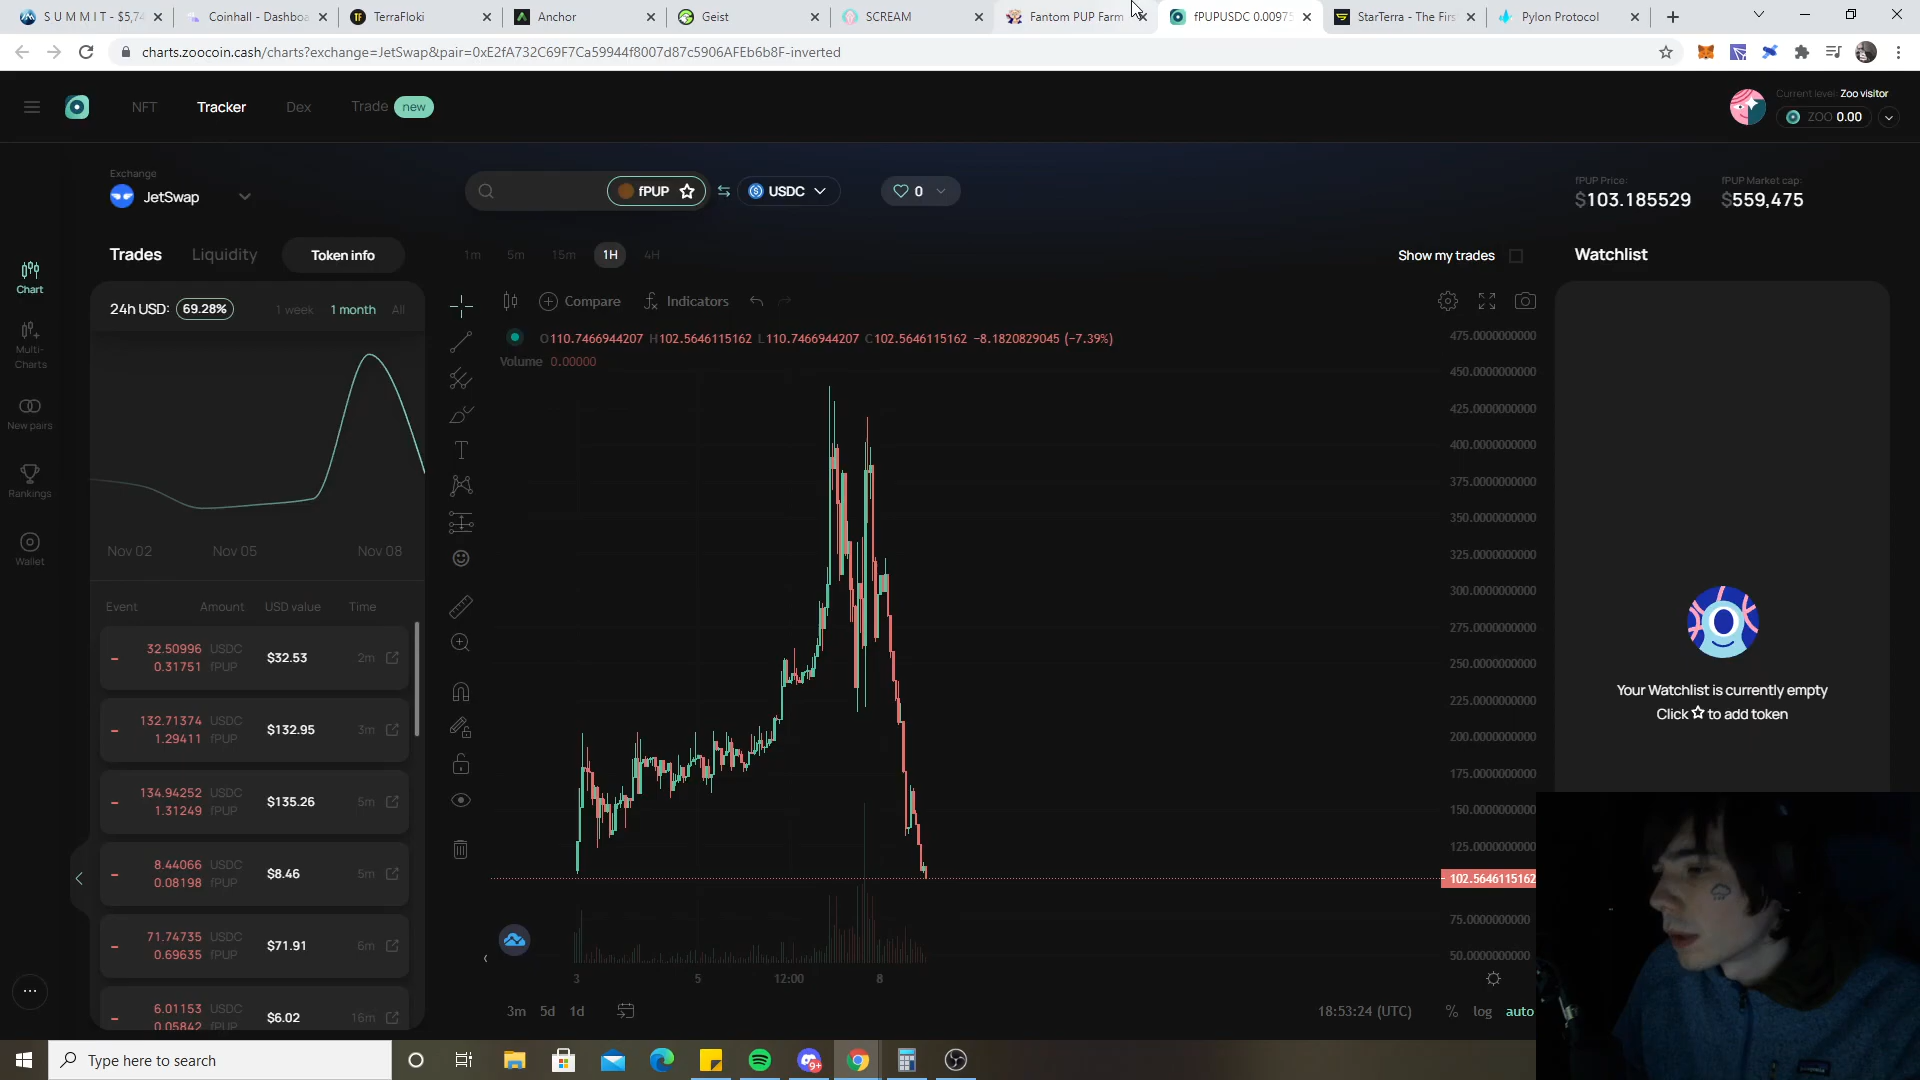 S U M M I T - $5,74
Coinhall - Dashboa
TerraFloki
Anchor
Geist
SCREAM
Fantom PUP Farm
fPUPUSDC 0.00975
StarTerra - The Firs
Pylon Protocol
charts.zoocoin.cash/charts?exchange=JetSwap&pair=0xE2fA732C69F7Ca59944f8007d87c5906AFEb6b8F-inverted
NFT
Tracker
Dex
Trade new
Current level: Zoo visitor
ZOO 0.00
Exchange
JetSwap
fPUP
USDC
0
fPUP Price:
$103.185529
fPUP Market cap:
$559,475
Trades
Liquidity
Token info
1m 5m 15m 1H 4H
Show my trades
Watchlist
Chart
Multi-
Charts
New pairs
Rankings
Wallet
24h USD: 69.28%
1 week 1 month All
Compare
Indicators
O110.7466944207 H102.5646115162 L110.7466944207 C102.5646115162 −8.1820829045 (−7.39%)
Volume 0.00000
475.0000000000
450.0000000000
425.0000000000
400.0000000000
375.0000000000
350.0000000000
325.0000000000
300.0000000000
275.0000000000
250.0000000000
225.0000000000
200.0000000000
175.0000000000
150.0000000000
125.0000000000
102.5646115162
75.0000000000
50.0000000000
Nov 02 Nov 05 Nov 08
Event Amount USD value Time
32.50996 USDC
0.31751 fPUP
$32.53 2m
132.71374 USDC
1.29411 fPUP
$132.95 3m
134.94252 USDC
1.31249 fPUP
$135.26 5m
8.44066 USDC
0.08198 fPUP
$8.46 5m
71.74735 USDC
0.69635 fPUP
$71.91 6m
6.01153 USDC
0.05842 fPUP
$6.02 16m
3 5 12:00 8
3m 5d 1d
18:53:24 (UTC)
% log auto
Your Watchlist is currently empty
Click to add token
Type here to search
9+